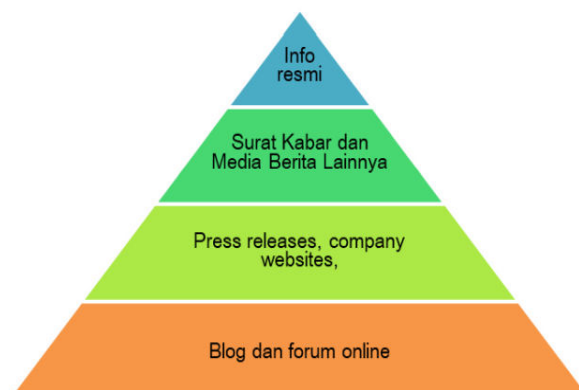 Info
resmi
Surat Kabar dan
Media Berita Lainnya
Press releases, company
websites,
Blog dan forum online